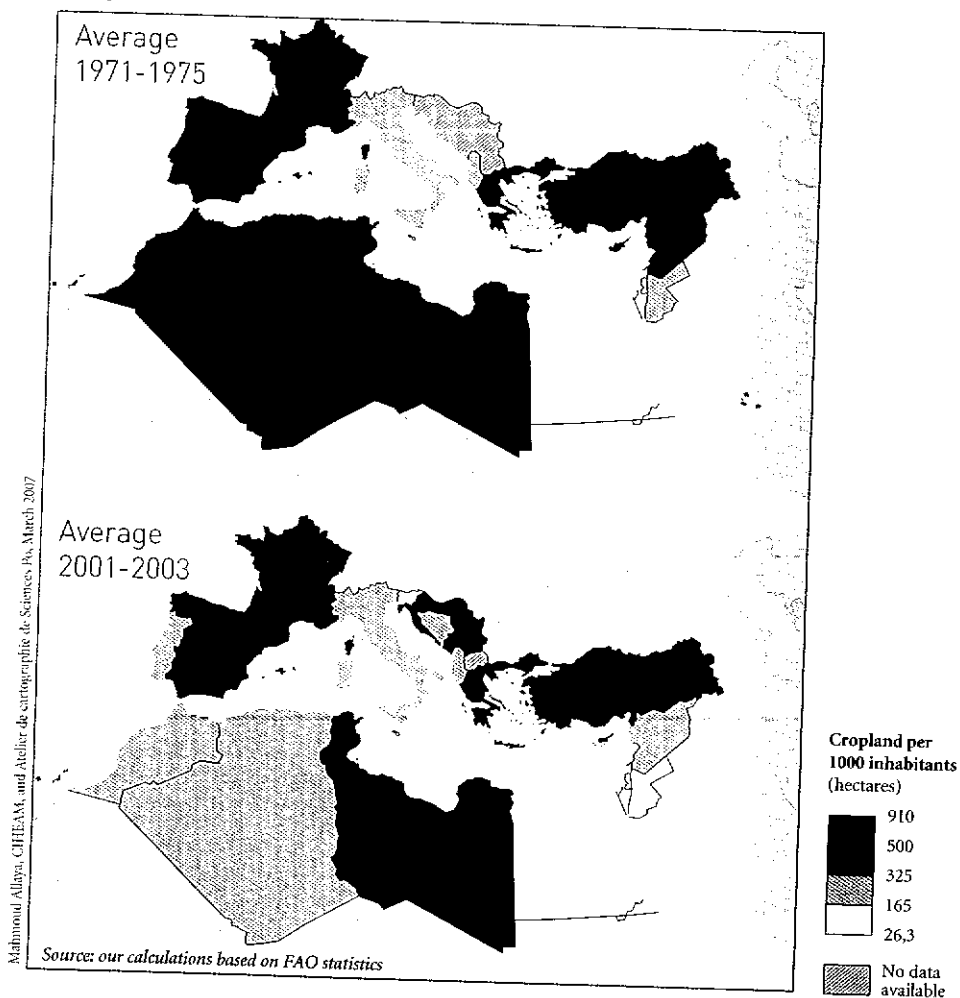 Average
1971-1975
Average
2001-2003
Mahmoud Allaya, CIHEAM, and Atelier de cartographie de Sciences Po, March 2007
Source: our calculations based on FAO statistics
Cropland per
1000 inhabitants
(hectares)
910
500
325
165
26,3
No data
available